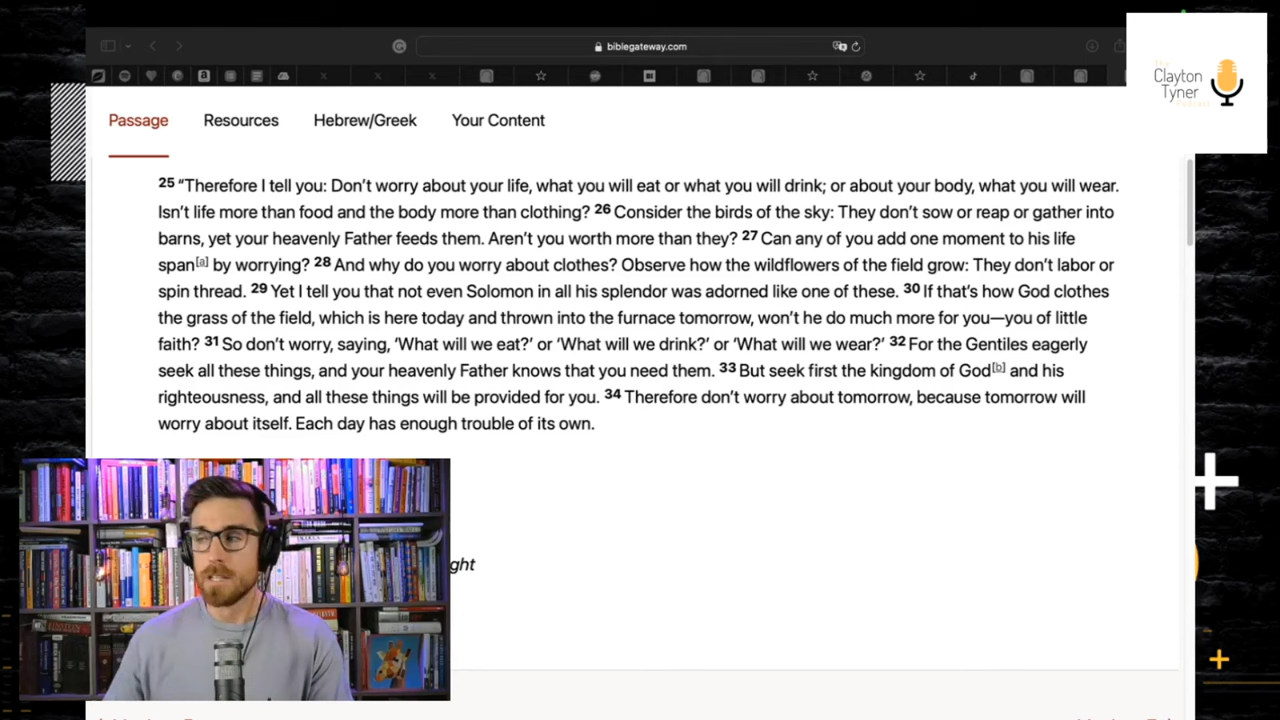 biblegateway.com
The
Clayton
Tyner
Podcast
Passage
Resources
Hebrew/Greek
Your Content
25 “Therefore I tell you: Don’t worry about your life, what you will eat or what you will drink; or about your body, what you will wear.
Isn’t life more than food and the body more than clothing? 26 Consider the birds of the sky: They don’t sow or reap or gather into
barns, yet your heavenly Father feeds them. Aren’t you worth more than they? 27 Can any of you add one moment to his life
span[a] by worrying? 28 And why do you worry about clothes? Observe how the wildflowers of the field grow: They don’t labor or
spin thread. 29 Yet I tell you that not even Solomon in all his splendor was adorned like one of these. 30 If that’s how God clothes
the grass of the field, which is here today and thrown into the furnace tomorrow, won’t he do much more for you—you of little
faith? 31 So don’t worry, saying, ‘What will we eat?’ or ‘What will we drink?’ or ‘What will we wear?’ 32 For the Gentiles eagerly
seek all these things, and your heavenly Father knows that you need them. 33 But seek first the kingdom of God[b] and his
righteousness, and all these things will be provided for you. 34 Therefore don’t worry about tomorrow, because tomorrow will
worry about itself. Each day has enough trouble of its own.
ght